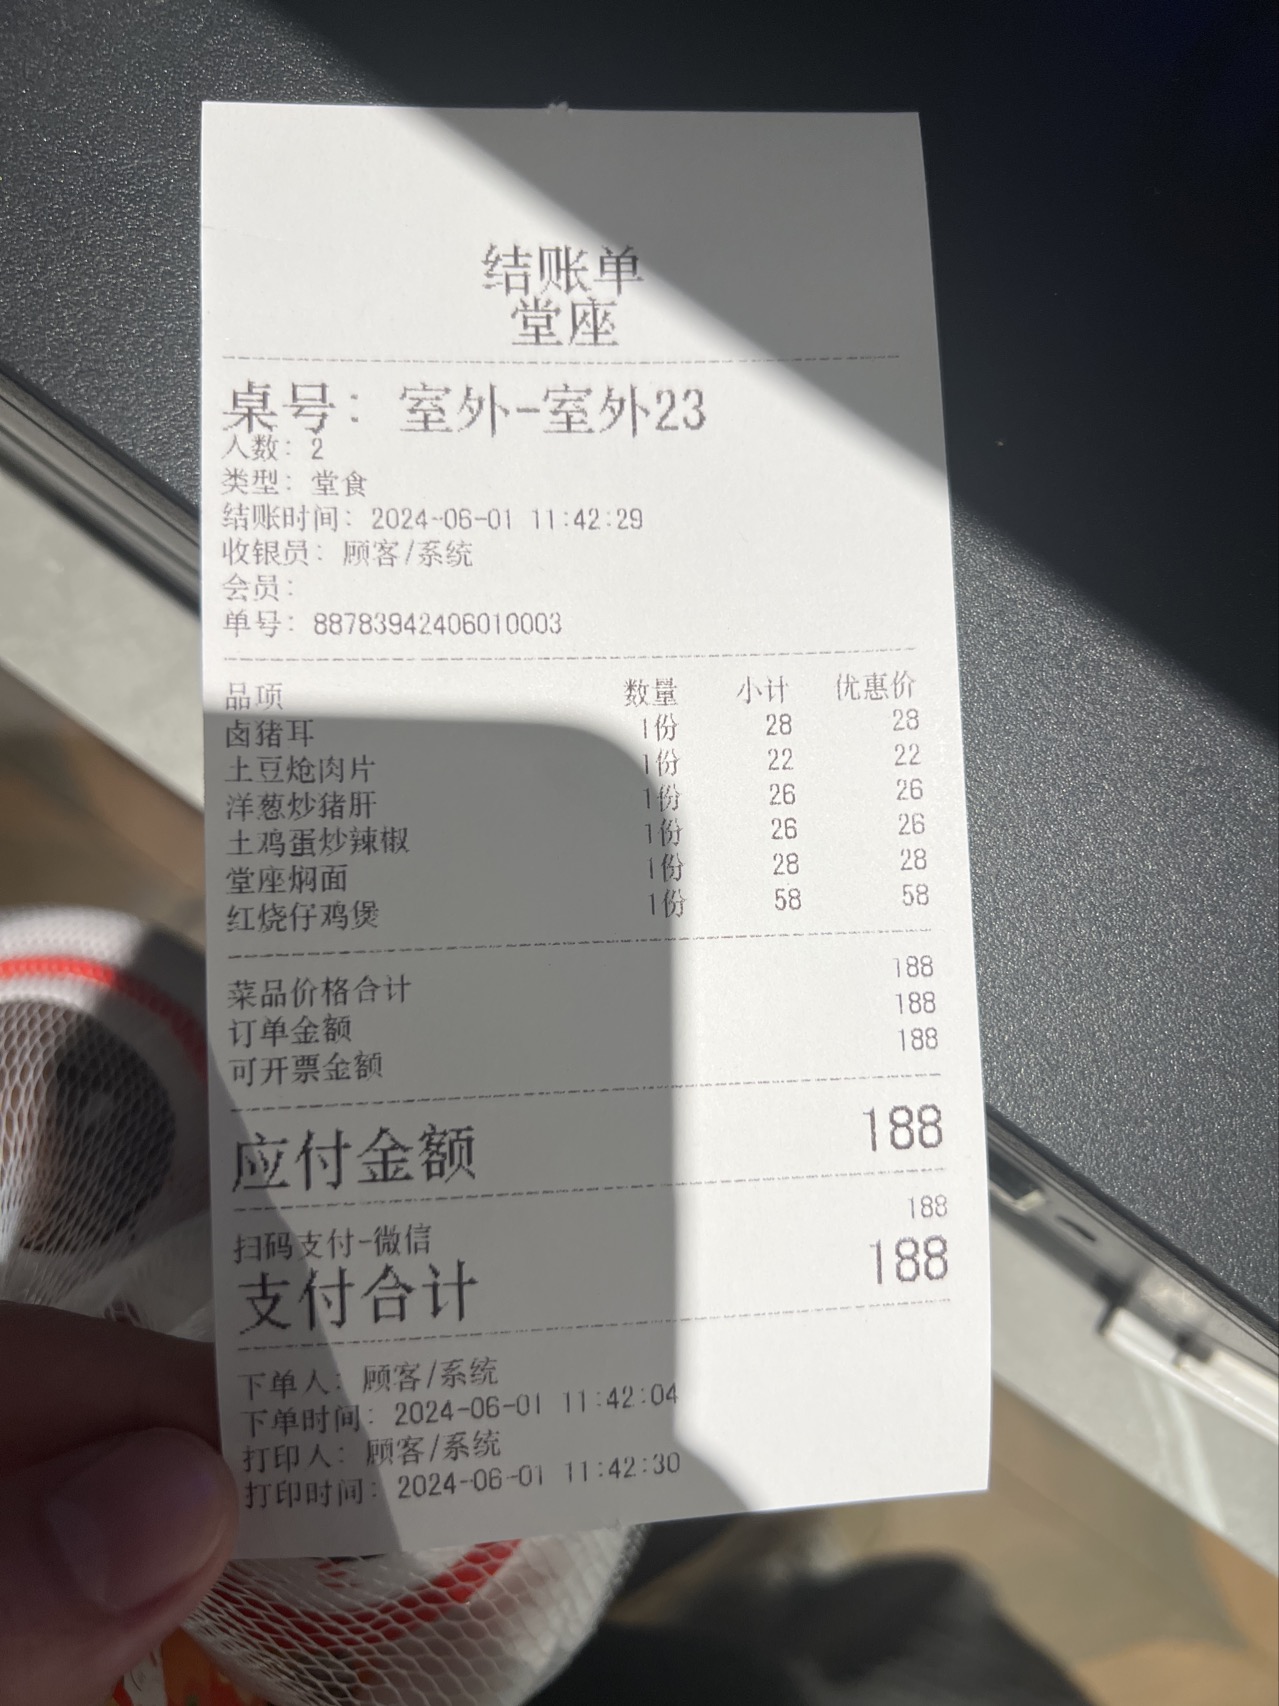 结账单
堂座
桌号: 室外-室外23
人数: 2
类型: 堂食
结账时间: 2024-06-01 11:42:29
收银员: 顾客/系统
会员:
单号: 88783942406010003
品项 数量 小计 优惠价
卤猪耳 1份 28 28
土豆炝肉片 1份 22 22
洋葱炒猪肝 1份 26 26
土鸡蛋炒辣椒 1份 26 26
堂座焖面 1份 28 28
红烧仔鸡煲 1份 58 58
菜品价格合计 188
订单金额 188
可开票金额 188
应付金额 188
扫码支付-微信 188
支付合计 188
下单人: 顾客/系统
下单时间: 2024-06-01 11:42:04
打印人: 顾客/系统
打印时间: 2024-06-01 11:42:30